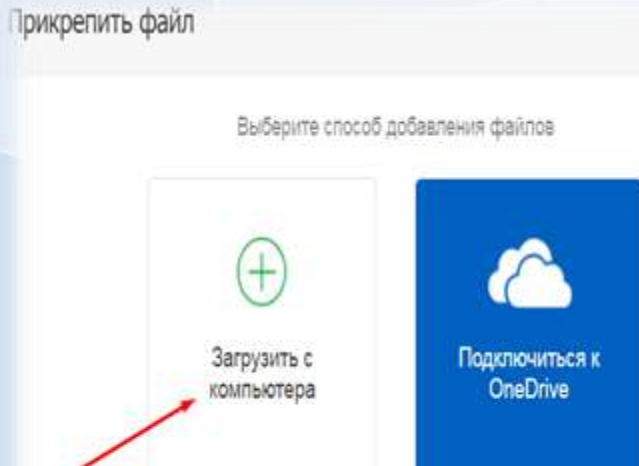 Прикрепить файл
Выберите способ добавления файлов
Загрузить с
компьютера
Подключиться к
OneDrive